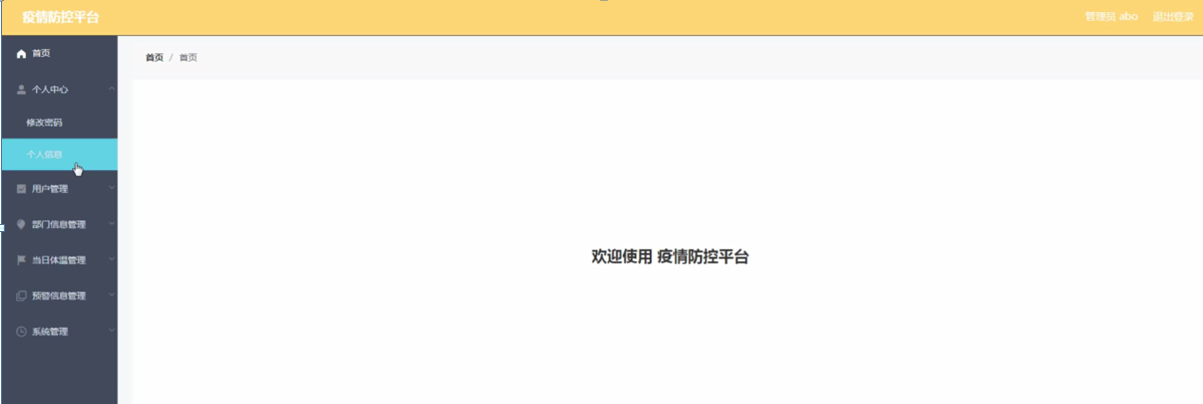 疫情防控平台
管理员 abo 退出登录
首页
个人中心
修改密码
个人信息
用户管理
部门信息管理
当日体温管理
预警信息管理
系统管理
首页 / 首页
欢迎使用 疫情防控平台